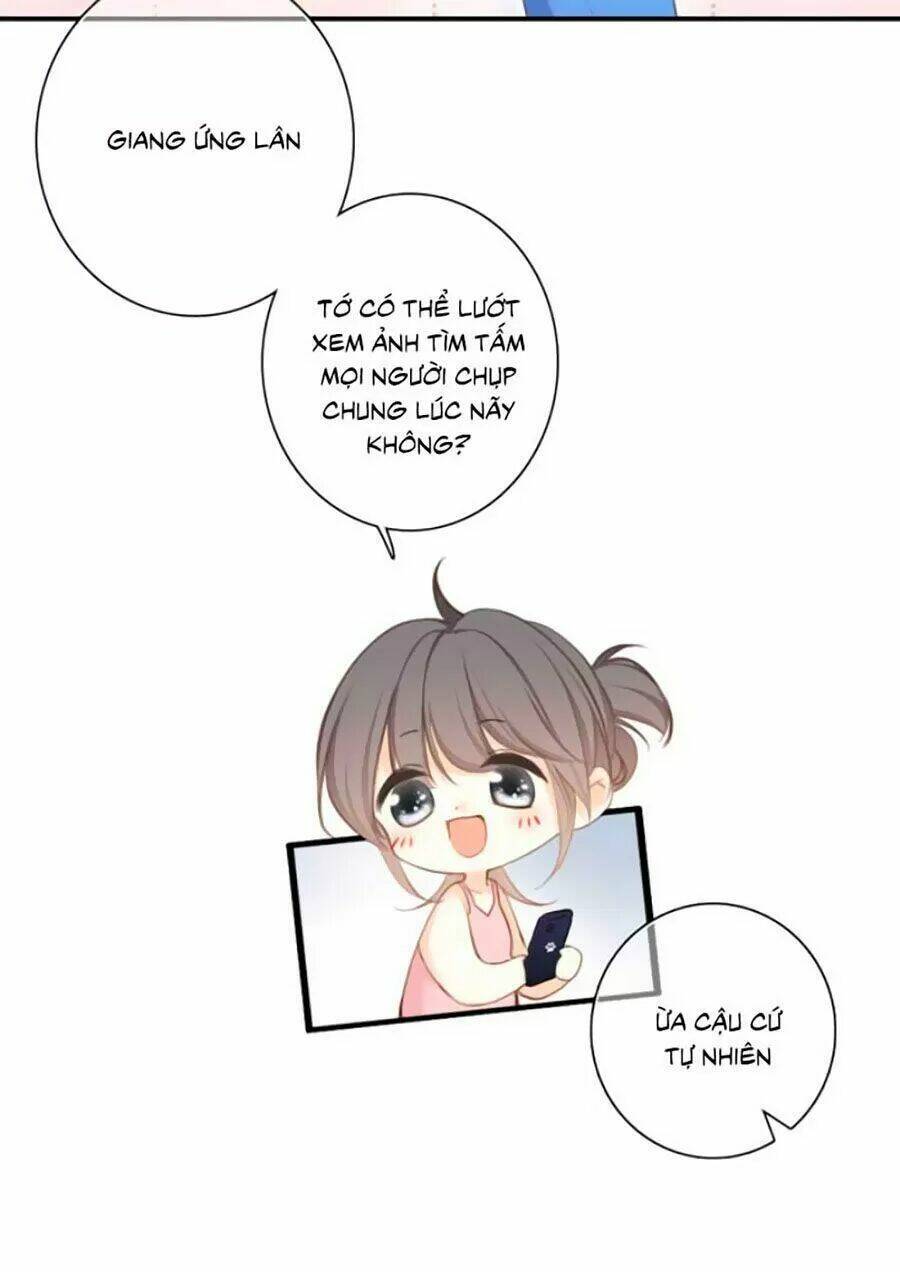 GIANG ỨNG LÂN
TỚ CÓ THỂ LƯỚT
XEM ẢNH TÌM TẤM
MỌI NGƯỜI CHỤP
CHUNG LÚC NÃY
KHÔNG?
ỪA CẬU CỨ
TỰ NHIÊN